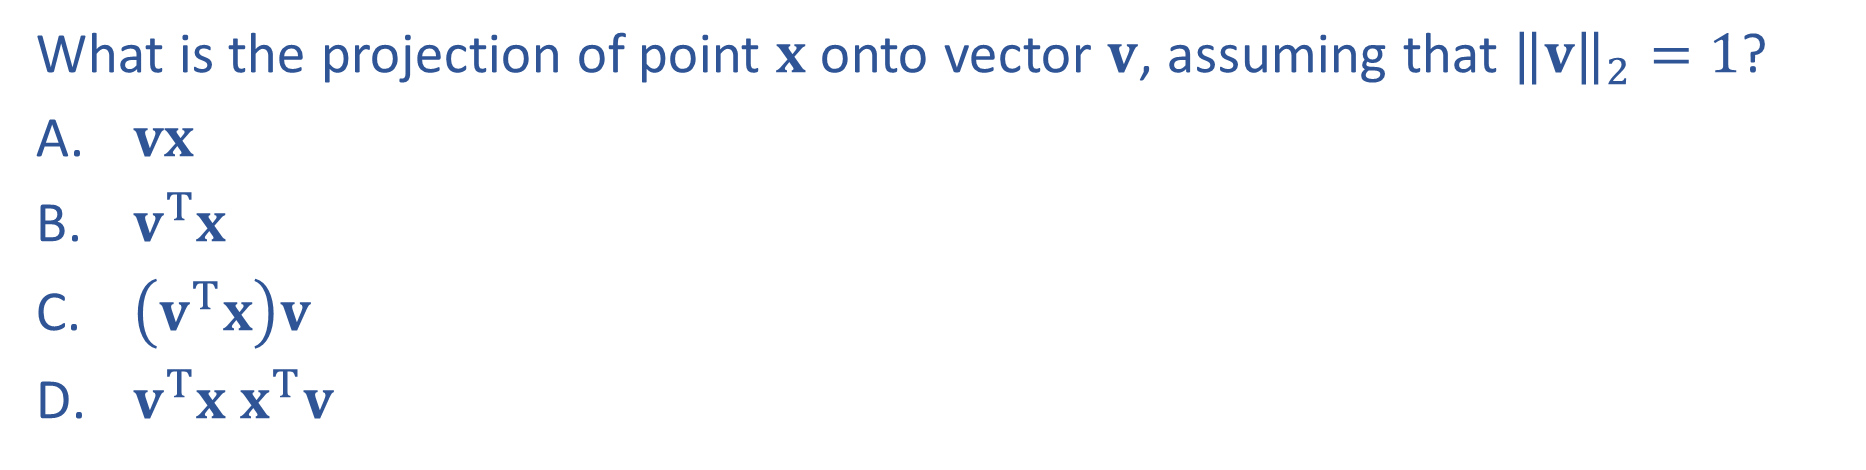 What is the projection of point 𝐱 onto vector 𝐯, assuming that ‖𝐯‖₂ = 1?
A. 𝐯𝐱
B. 𝐯ᵀ𝐱
C. (𝐯ᵀ𝐱)𝐯
D. 𝐯ᵀ𝐱 𝐱ᵀ𝐯